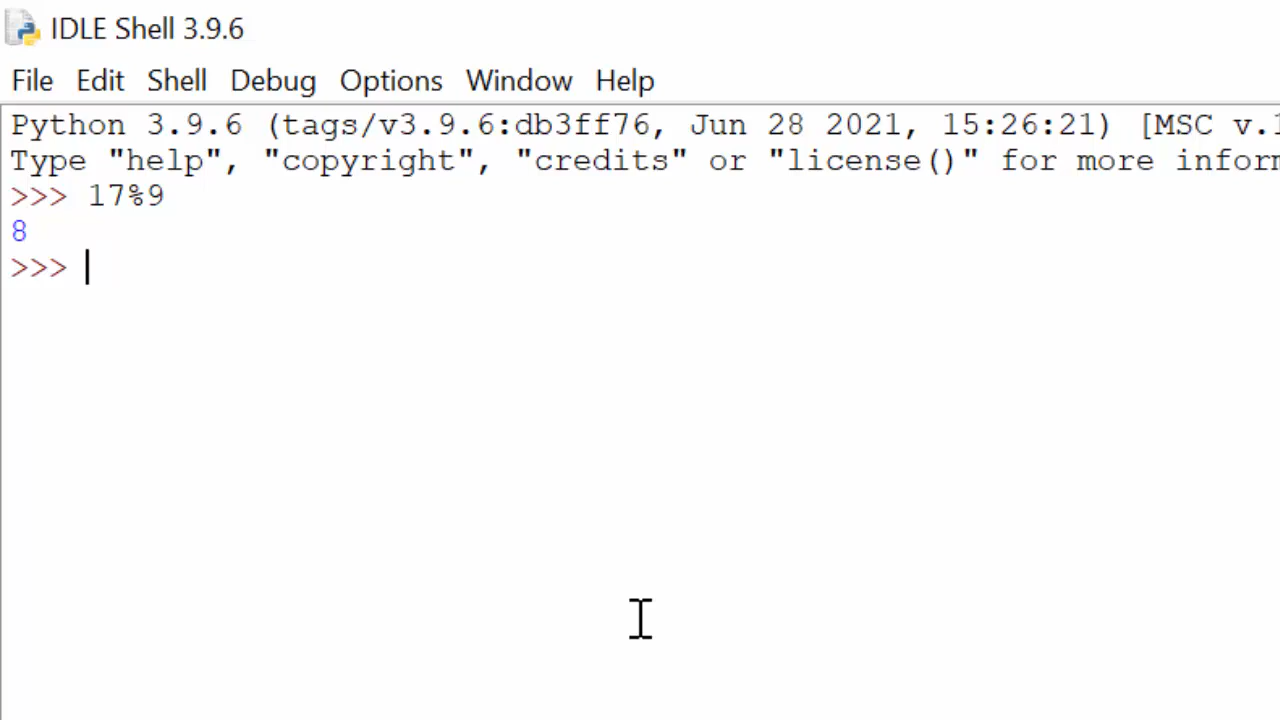 IDLE Shell 3.9.6
File Edit Shell Debug Options Window Help
Python 3.9.6 (tags/v3.9.6:db3ff76, Jun 28 2021, 15:26:21) [MSC v.1
Type "help", "copyright", "credits" or "license()" for more inform
>>> 17%9
8
>>>